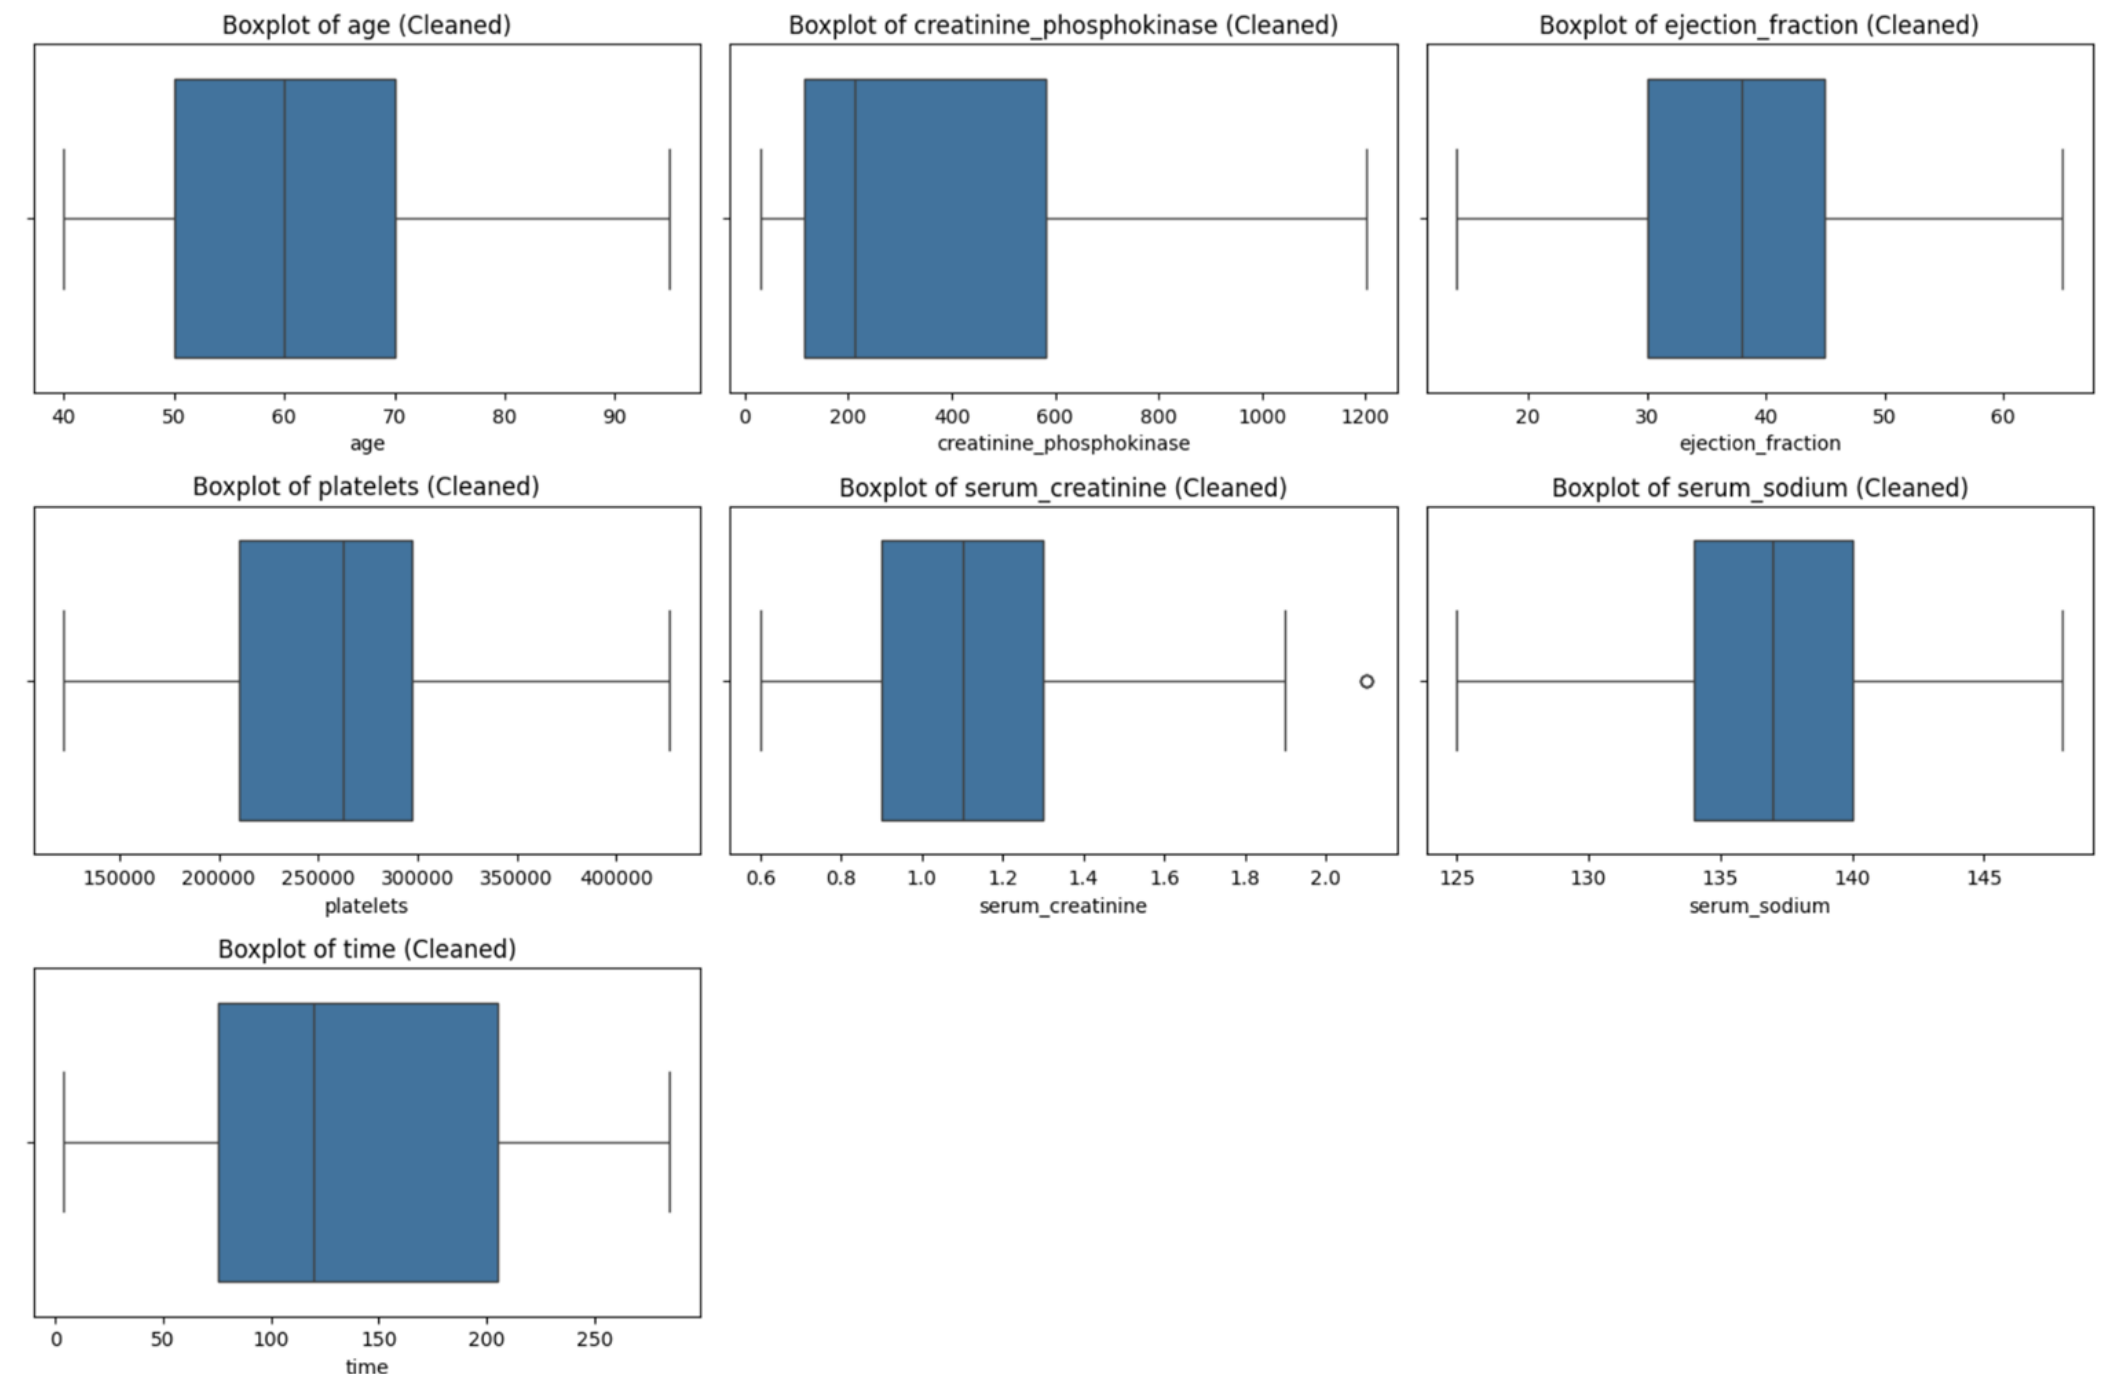 Boxplot of age (Cleaned)
40 50 60 70 80 90
age
Boxplot of creatinine_phosphokinase (Cleaned)
0 200 400 600 800 1000 1200
creatinine_phosphokinase
Boxplot of ejection_fraction (Cleaned)
20 30 40 50 60
ejection_fraction
Boxplot of platelets (Cleaned)
150000 200000 250000 300000 350000 400000
platelets
Boxplot of serum_creatinine (Cleaned)
0.6 0.8 1.0 1.2 1.4 1.6 1.8 2.0
serum_creatinine
Boxplot of serum_sodium (Cleaned)
125 130 135 140 145
serum_sodium
Boxplot of time (Cleaned)
0 50 100 150 200 250
time